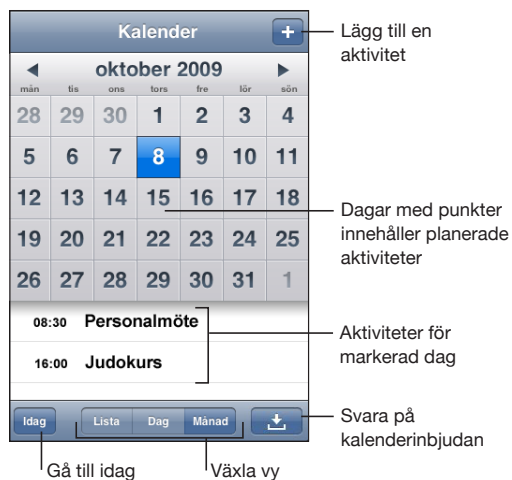 Kalender
+
Lägg till en
aktivitet
oktober 2009
mån tis ons tors fre lör sön
28 29 30 1 2 3 4
5 6 7 8 9 10 11
12 13 14 15 16 17 18
19 20 21 22 23 24 25
26 27 28 29 30 31 1
Dagar med punkter
innehåller planerade
aktiviteter
08:30 Personalmöte
16:00 Judokurs
Aktiviteter för
markerad dag
Idag Lista Dag Månad
Svara på
kalenderinbjudan
Gå till idag
Växla vy